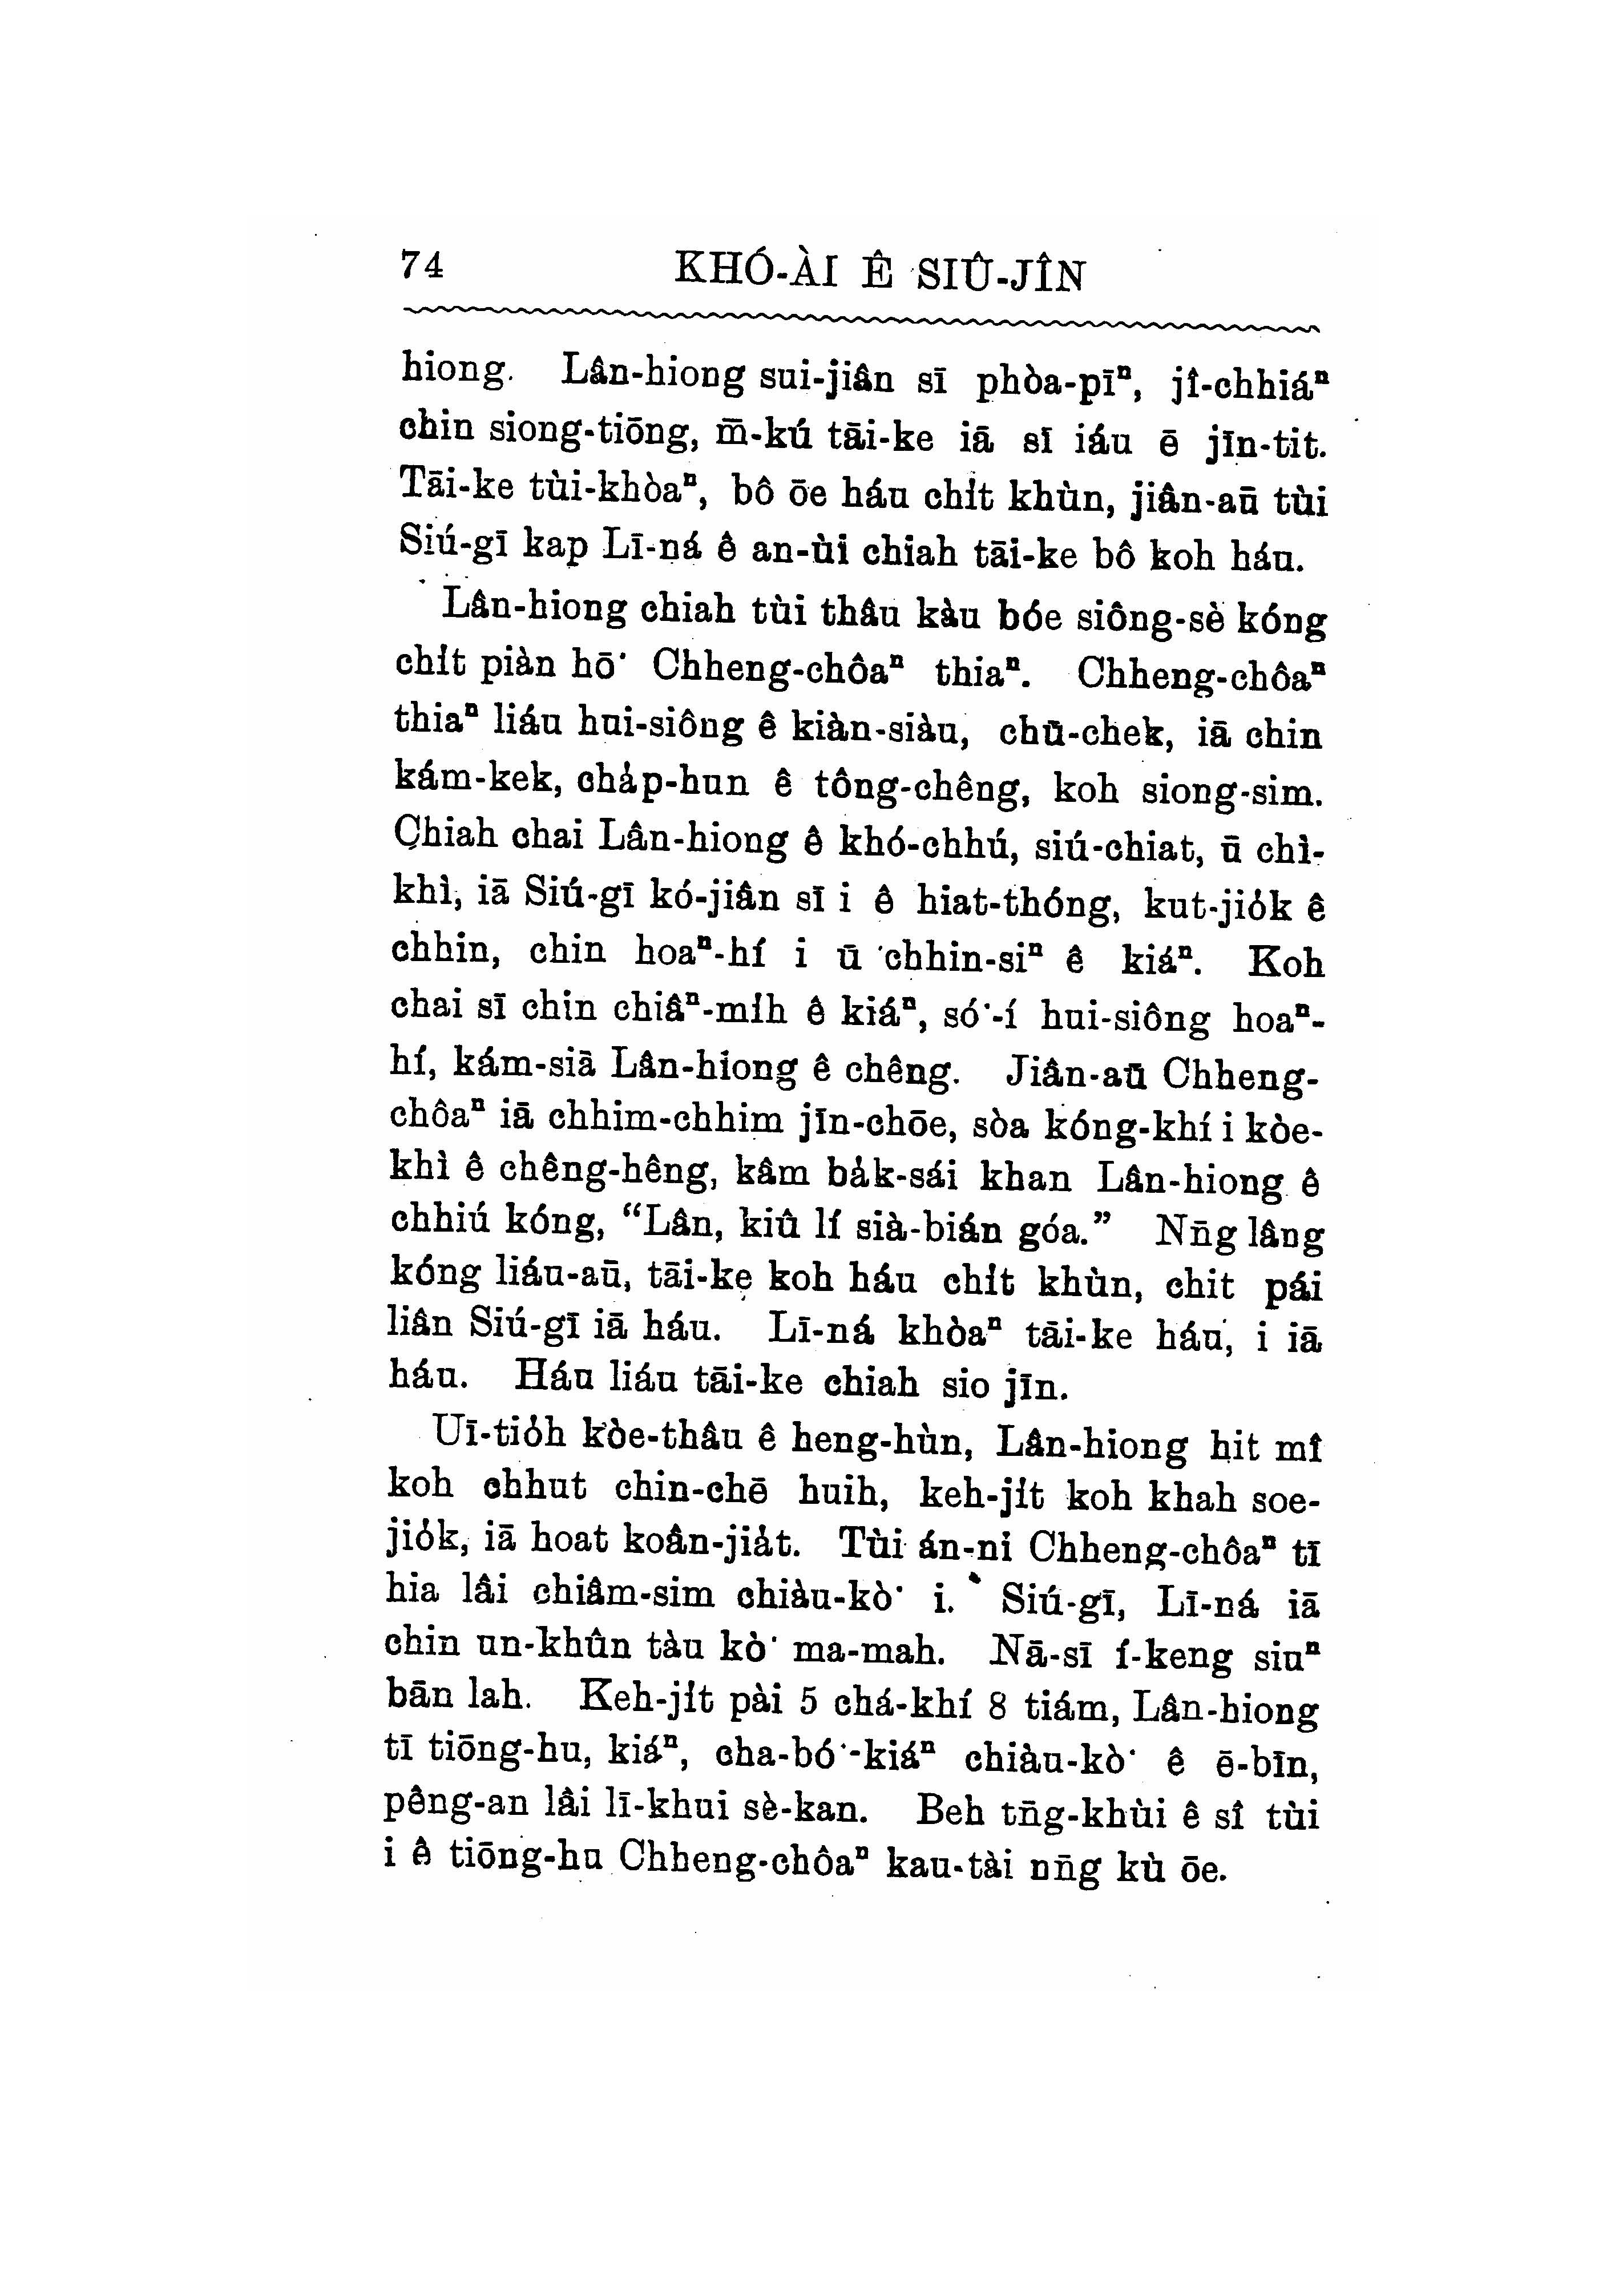 74 KHÓ-ÀI Ê SIÛ-JÎN
hiong. Lân-hiong sui-jiân sī phòa-pīⁿ, jî-chhiáⁿ
chin siong-tiōng, m̄-kú tāi-ke iā sī iáu ē jīn-tit.
Tāi-ke tùi-khòaⁿ, bô ōe háu chi̍t khùn, jiân-aū tùi
Siú-gī kap Lī-ná ê an-ùi chiah tāi-ke bô koh háu.
Lân-hiong chiah tùi thâu kàu bóe siông-sè kóng
chi̍t piàn hō͘ Chheng-chôaⁿ thiaⁿ. Chheng-chôaⁿ
thiaⁿ liáu hui-siông ê kiàn-siàu, chū-chek, iā chin
kám-kek, cha̍p-hun ê tông-chêng, koh siong-sim.
Chiah chai Lân-hiong ê khó-chhú, siú-chiat, ū chì-
khì, iā Siú-gī kó-jiân sī i ê hiat-thóng, kut-jio̍k ê
chhin, chin hoaⁿ-hí i ū chhin-siⁿ ê kiáⁿ. Koh
chai sī chin chiâⁿ-mi̍h ê kiáⁿ, só͘-í hui-siông hoaⁿ-
hí, kám-siā Lân-hiong ê chêng. Jiân-aū Chheng-
chôaⁿ iā chhim-chhim jīn-chōe, sòa kóng-khí i kòe-
khì ê chêng-hêng, kâm ba̍k-sái khan Lân-hiong ê
chhiú kóng, “Lân, kiû lí sià-bián góa.” Nn̄g lâng
kóng liáu-aū, tāi-ke koh háu chi̍t khùn, chit pái
liân Siú-gī iā háu. Lī-ná khòaⁿ tāi-ke háu, i iā
háu. Háu liáu tāi-ke chiah sio jīn.
Uī-tio̍h kòe-thâu ê heng-hùn, Lân-hiong hit mî
koh chhut chin-chē huih, keh-ji̍t koh khah soe-
jio̍k, iā hoat koân-jia̍t. Tùi án-ni Chheng-chôaⁿ tī
hia lâi chiâm-sim chiàu-kò͘ i. Siú-gī, Lī-ná iā
chin un-khûn tàu kò͘ ma-mah. Nā-sī í-keng siuⁿ
bān lah. Keh-ji̍t pài 5 chá-khí 8 tiám, Lân-hiong
tī tiōng-hu, kiáⁿ, cha-bó͘-kiáⁿ chiàu-kò͘ ê ē-bīn,
pêng-an lâi lī-khui sè-kan. Beh tn̄g-khùi ê sî tùi
i ê tiōng-hu Chheng-chôaⁿ kau-tài nn̄g kù ōe.